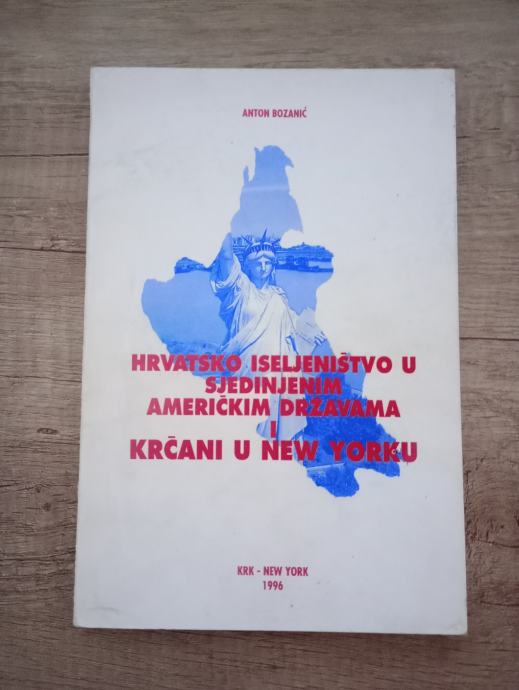 ANTON BOZANIĆ
HRVATSKO ISELJENIŠTVO U
SJEDINJENIM
AMERIČKIM DRŽAVAMA
I
KRČANI U NEW YORKU
KRK - NEW YORK
1996